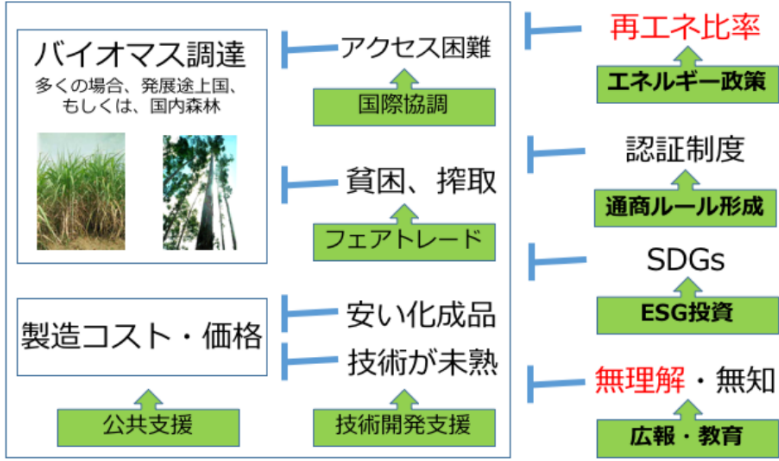 バイオマス調達
多くの場合、発展途上国、
もしくは、国内森林
アクセス困難
国際協調
貧困、搾取
フェアトレード
製造コスト・価格
安い化成品
技術が未熟
公共支援
技術開発支援
再エネ比率
エネルギー政策
認証制度
通商ルール形成
SDGs
ESG投資
無理解・無知
広報・教育